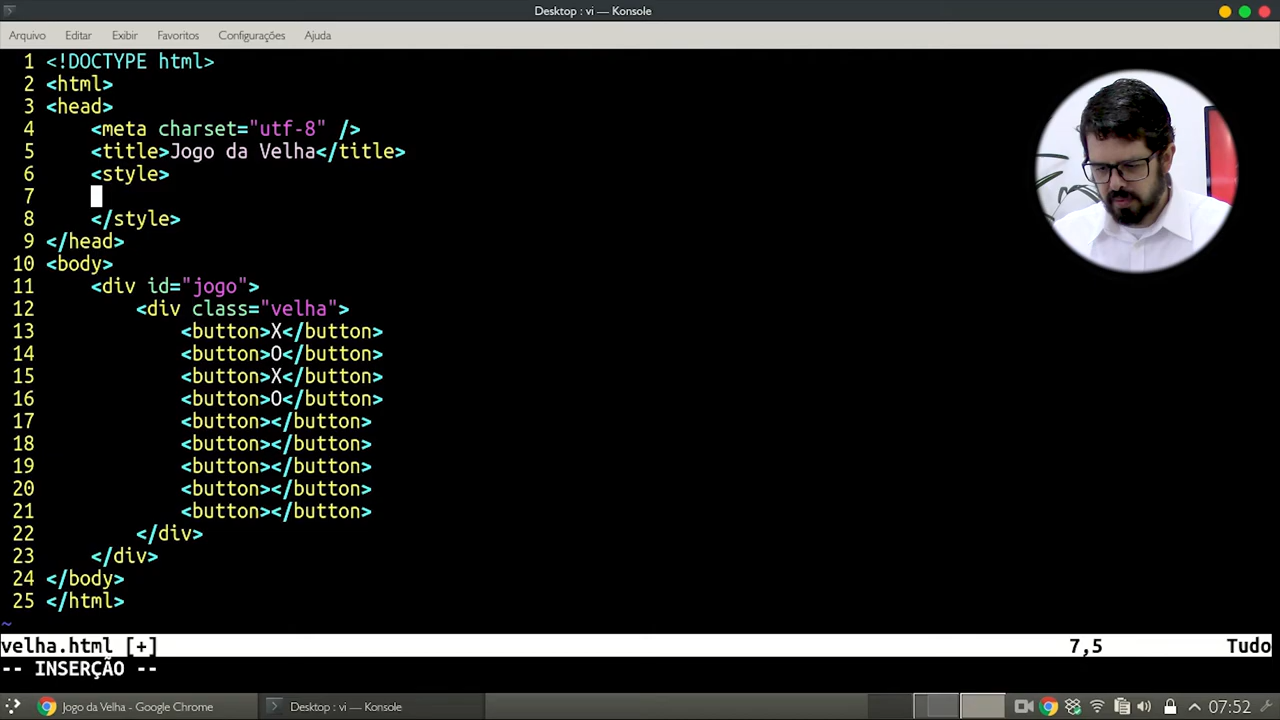 Desktop : vi — Konsole
Arquivo Editar Exibir Favoritos Configurações Ajuda
1 <!DOCTYPE html>
2 <html>
3 <head>
4     <meta charset="utf-8" />
5     <title>Jogo da Velha</title>
6     <style>
7
8     </style>
9 </head>
10 <body>
11     <div id="jogo">
12         <div class="velha">
13             <button>X</button>
14             <button>O</button>
15             <button>X</button>
16             <button>O</button>
17             <button></button>
18             <button></button>
19             <button></button>
20             <button></button>
21             <button></button>
22         </div>
23     </div>
24 </body>
25 </html>
~
velha.html [+] 7,5 Tudo
-- INSERÇÃO --
Jogo da Velha - Google Chrome Desktop : vi — Konsole 07:52